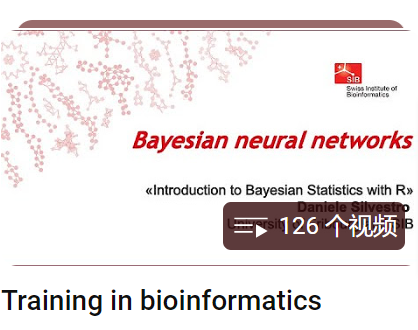 SIB
Swiss Institute of
Bioinformatics
Bayesian neural networks
«Introduction to Bayesian Statistics with R»
Daniele Silvestro
126 个视频
Training in bioinformatics